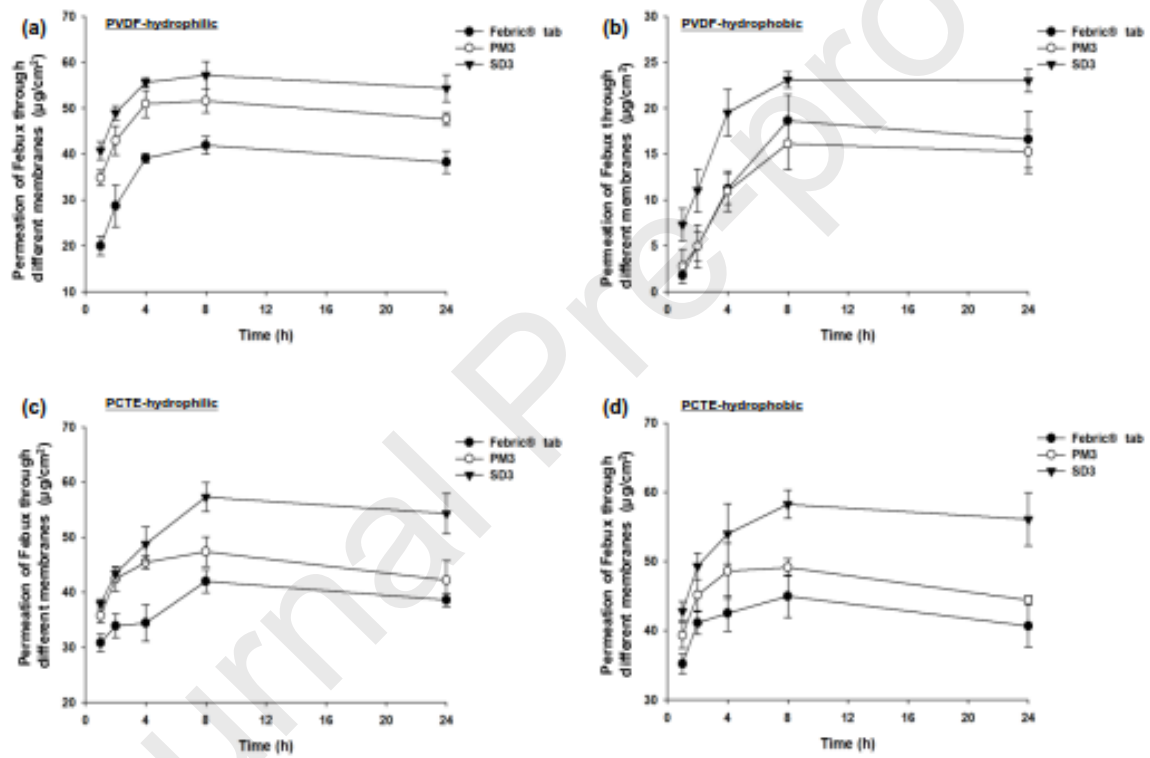 (a)
PVDF-hydrophilic
Febric® tab
PM3
SD3
Permeation of Febux through
different membranes (µg/cm²)
70
60
50
40
30
20
10
0 4 8 12 16 20 24
Time (h)
(b)
PVDF-hydrophobic
Febric® tab
PM3
SD3
Permeation of Febux through
different membranes (µg/cm²)
30
25
20
15
10
5
0
0 4 8 12 16 20 24
Time (h)
(c)
PCTE-hydrophilic
Febric® tab
PM3
SD3
Permeation of Febux through
different membranes (µg/cm²)
70
60
50
40
30
20
0 4 8 12 16 20 24
Time (h)
(d)
PCTE-hydrophobic
Febric® tab
PM3
SD3
Permeation of Febux through
different membranes (µg/cm²)
70
60
50
40
30
0 4 8 12 16 20 24
Time (h)
urnal Pre-pro